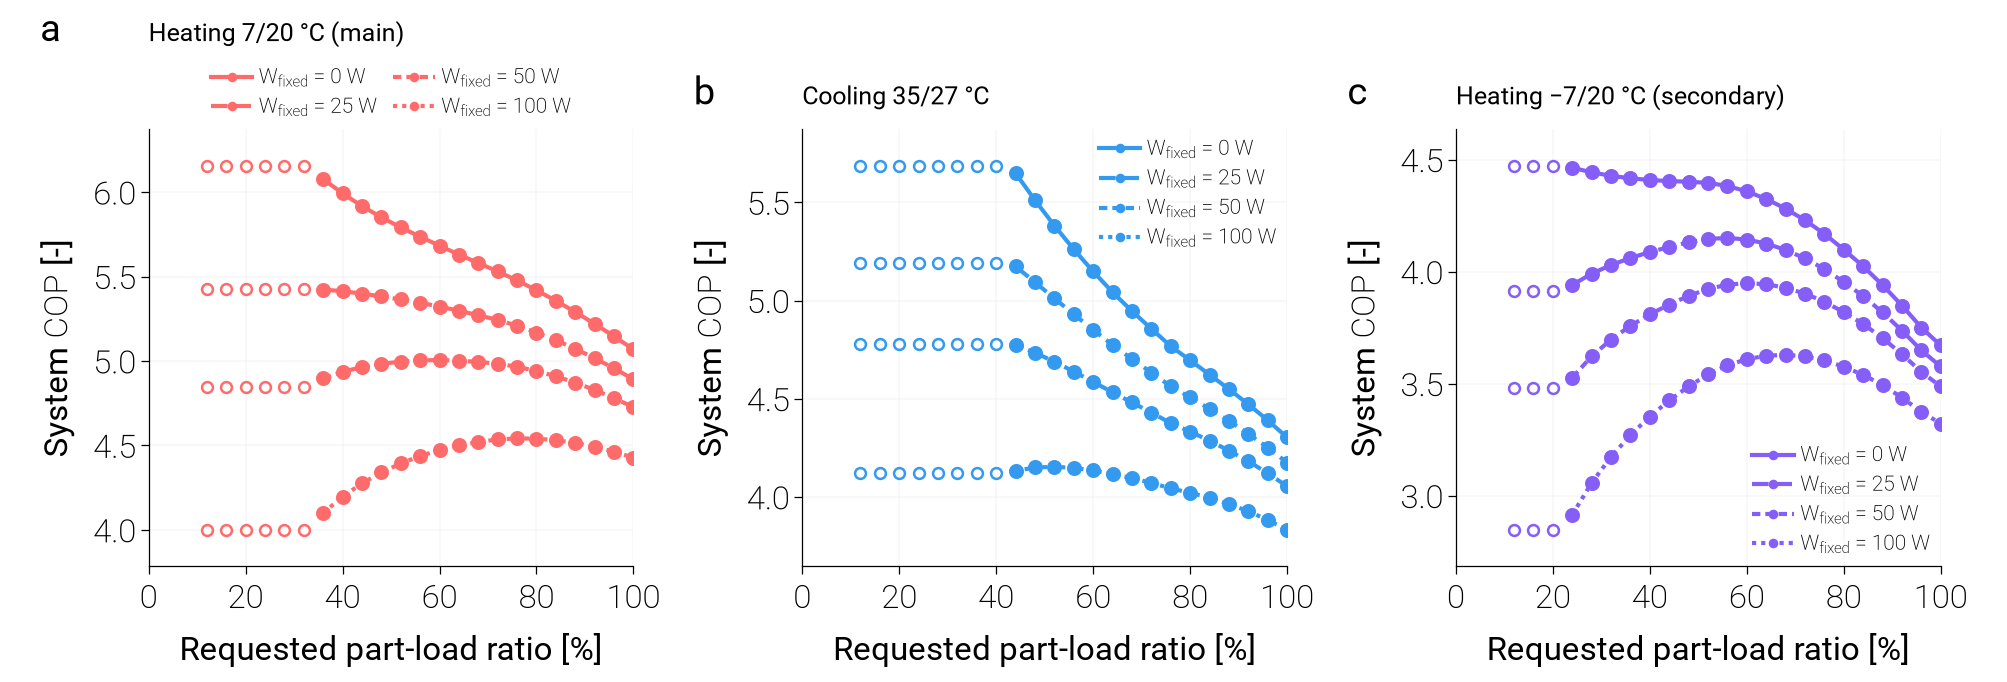 a
Heating 7/20 °C (main)
Wfixed = 0 W
Wfixed = 50 W
Wfixed = 25 W
Wfixed = 100 W
6.0
5.5
5.0
4.5
4.0
System COP [-]
0 20 40 60 80 100
Requested part-load ratio [%]
b
Cooling 35/27 °C
Wfixed = 0 W
Wfixed = 25 W
Wfixed = 50 W
Wfixed = 100 W
5.5
5.0
4.5
4.0
System COP [-]
0 20 40 60 80 100
Requested part-load ratio [%]
c
Heating −7/20 °C (secondary)
4.5
4.0
3.5
3.0
System COP [-]
Wfixed = 0 W
Wfixed = 25 W
Wfixed = 50 W
Wfixed = 100 W
0 20 40 60 80 100
Requested part-load ratio [%]